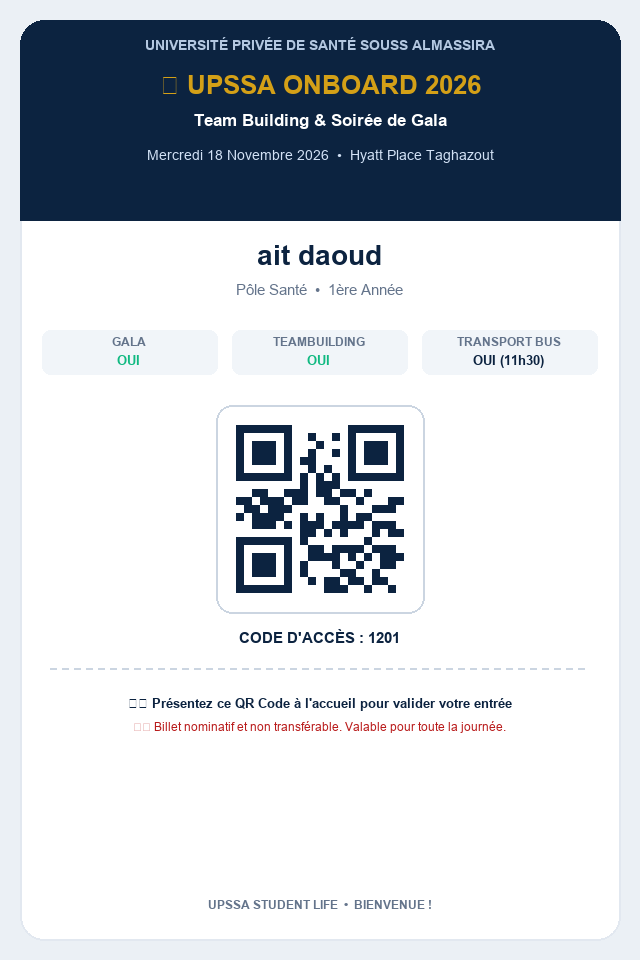 UNIVERSITÉ PRIVÉE DE SANTÉ SOUSS ALMASSIRA
UPSSA ONBOARD 2026
Team Building & Soirée de Gala
Mercredi 18 Novembre 2026 • Hyatt Place Taghazout
ait daoud
Pôle Santé • 1ère Année
GALA
OUI
TEAMBUILDING
OUI
TRANSPORT BUS
OUI (11h30)
CODE D'ACCÈS : 1201
Présentez ce QR Code à l'accueil pour valider votre entrée
Billet nominatif et non transférable. Valable pour toute la journée.
UPSSA STUDENT LIFE • BIENVENUE !